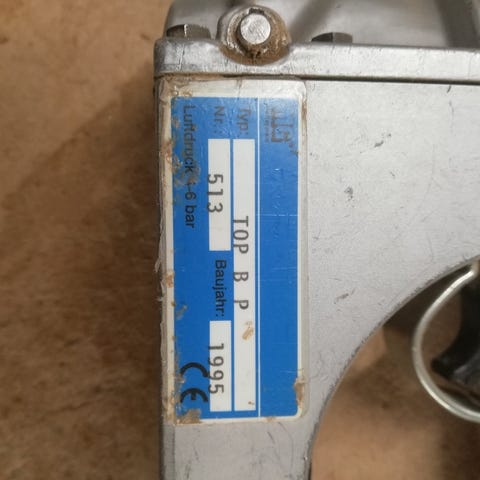 Typ: TOP B P
Nr.: 513 Baujahr: 1995
Luftdruck 4-6 bar CE